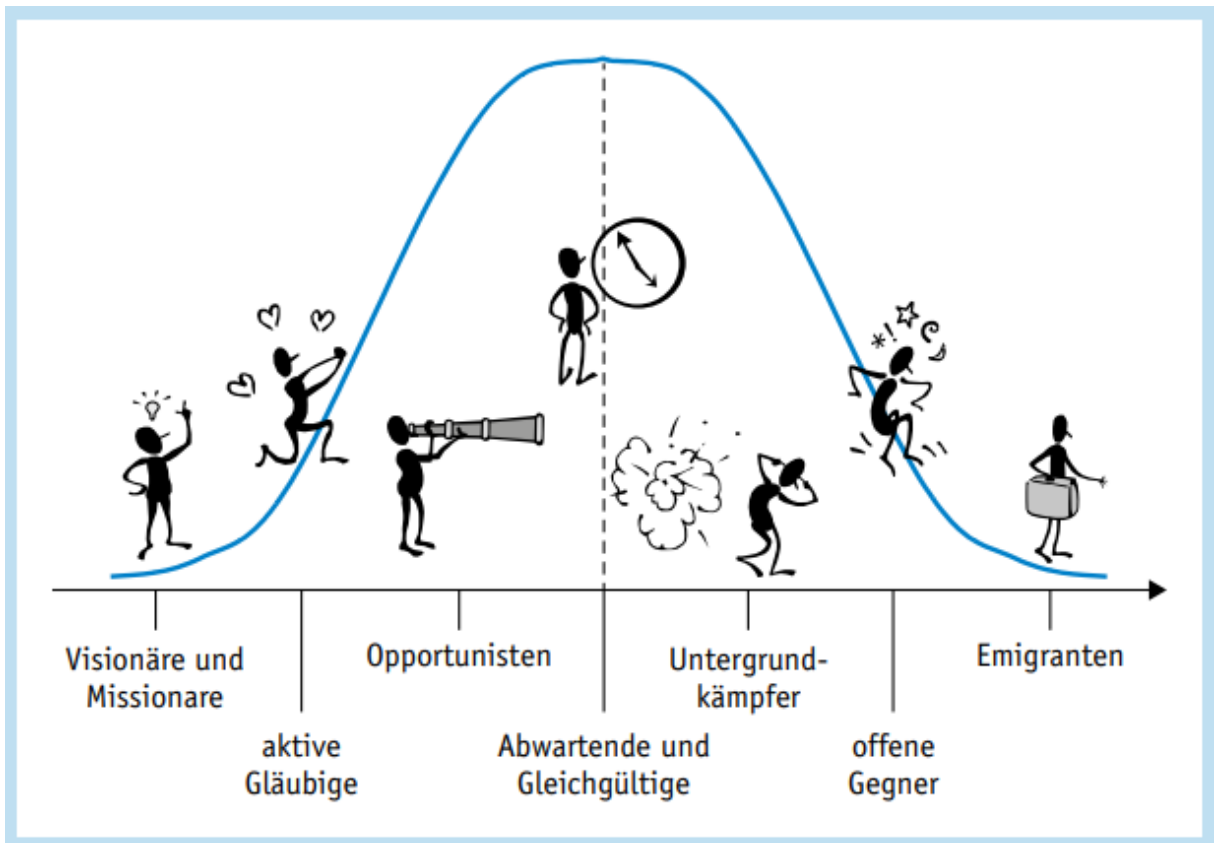 Visionäre und
Missionare
Opportunisten
Untergrund-
kämpfer
Emigranten
aktive
Gläubige
Abwartende und
Gleichgültige
offene
Gegner